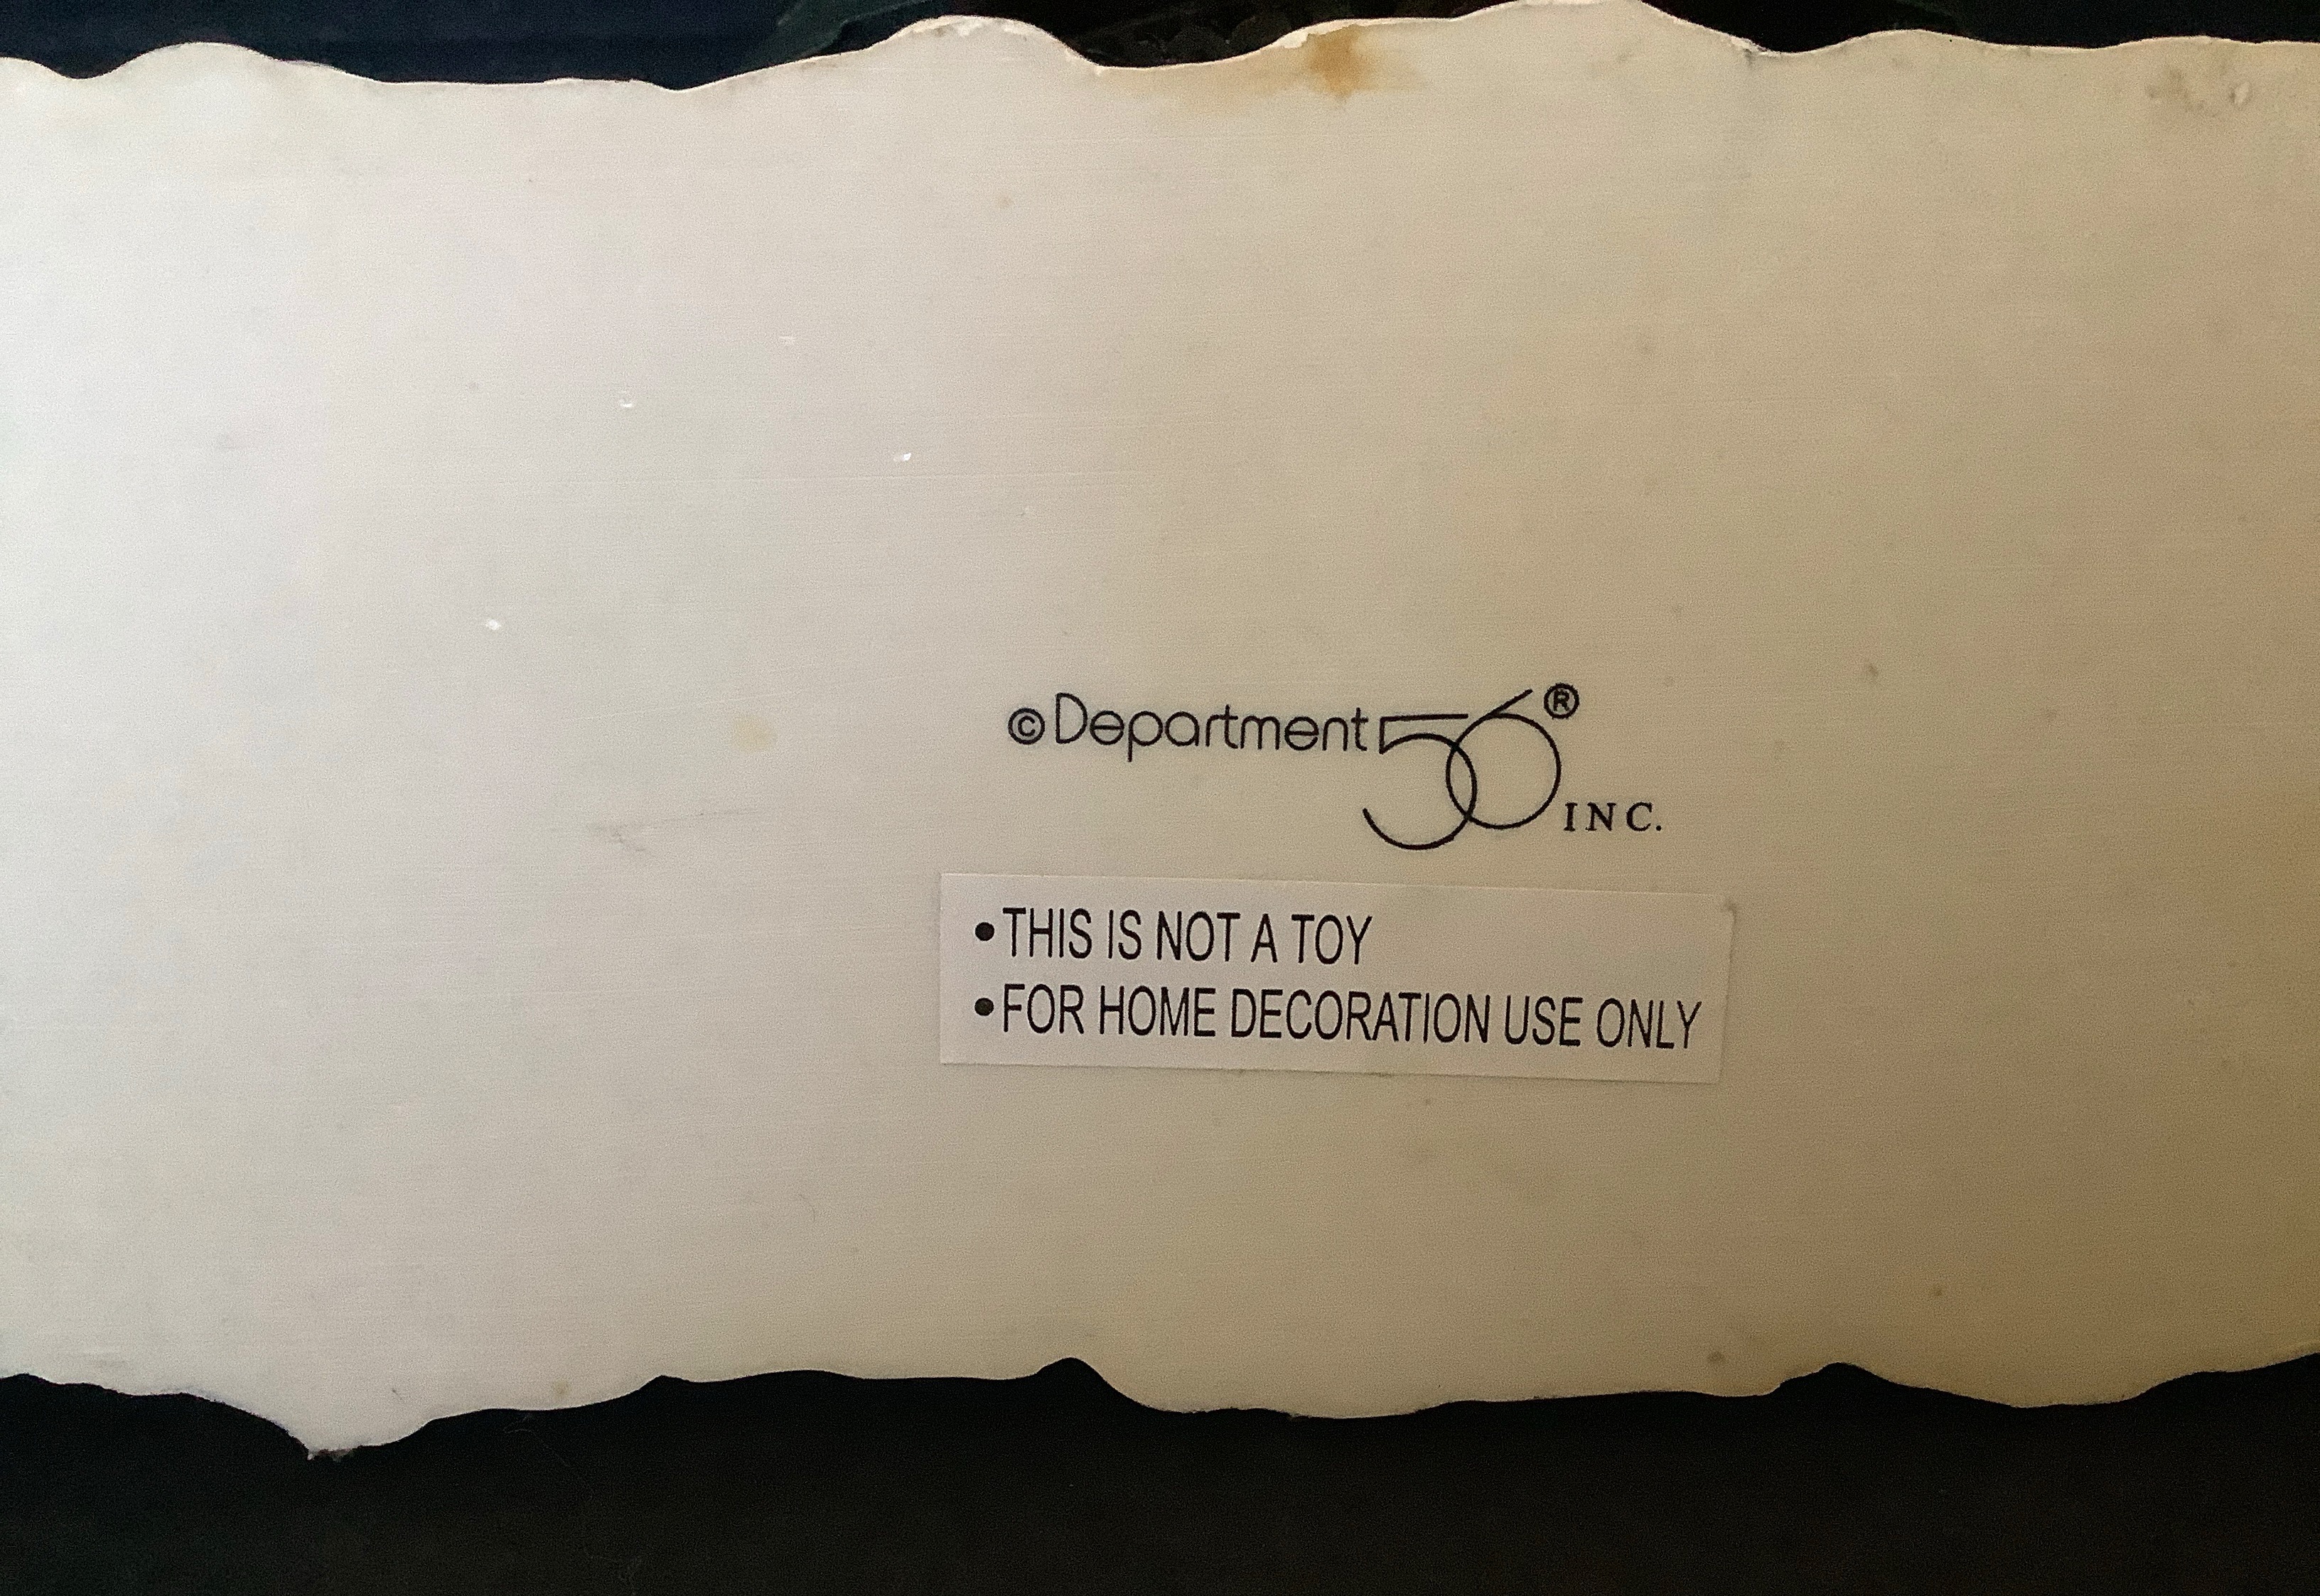 ©Department 56® INC.
•THIS IS NOT A TOY
•FOR HOME DECORATION USE ONLY